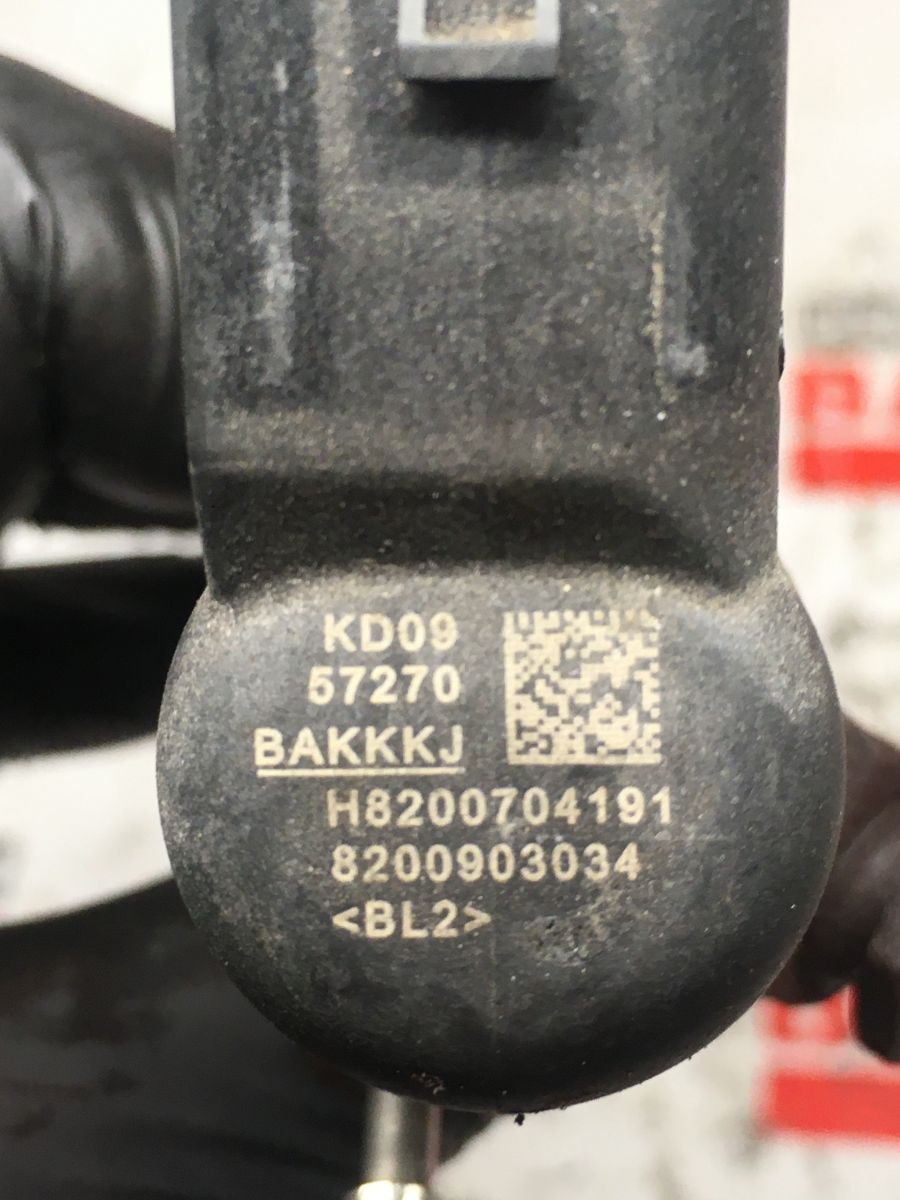 KD09
57270
BAKKKJ
H8200704191
8200903034
<BL2>